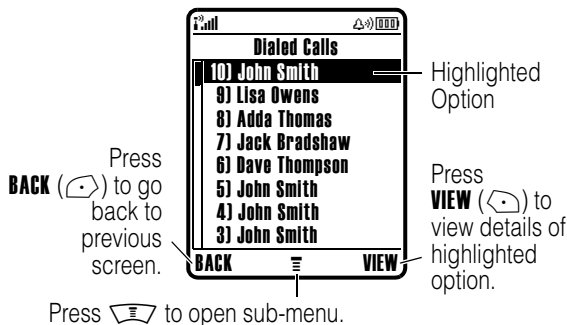 Dialed Calls
10) John Smith
9) Lisa Owens
8) Adda Thomas
7) Jack Bradshaw
6) Dave Thompson
5) John Smith
4) John Smith
3) John Smith
BACK VIEW
Highlighted
Option
Press
BACK ( ) to go
back to
previous
screen.
Press
VIEW ( ) to
view details of
highlighted
option.
Press to open sub-menu.